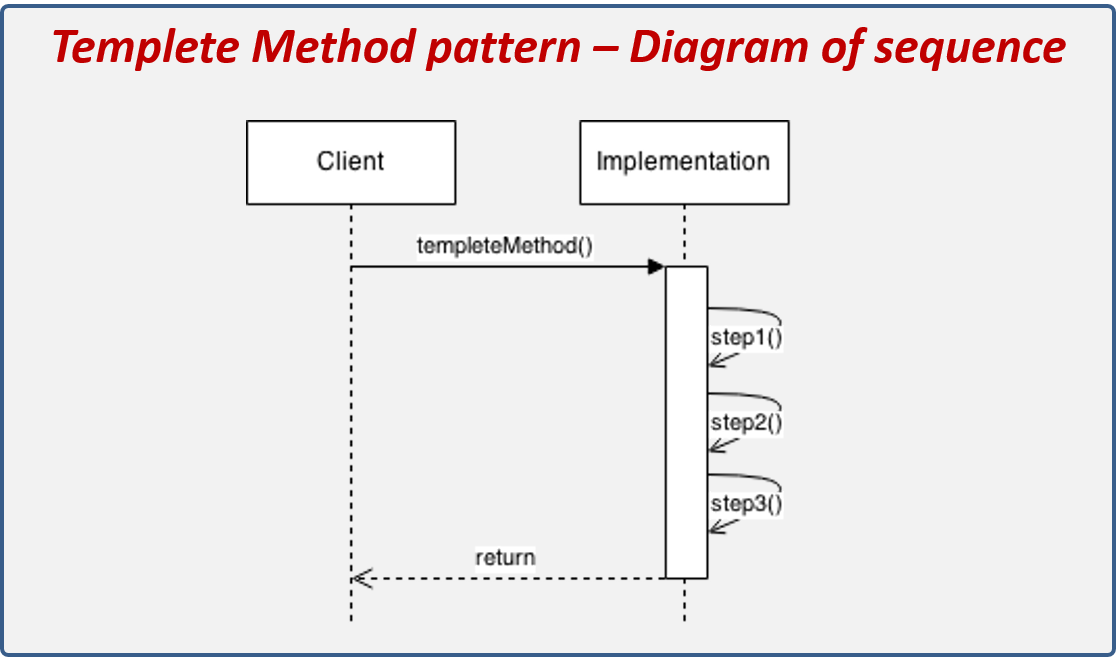 Templete Method pattern – Diagram of sequence
Client
Implementation
templeteMethod()
step1()
step2()
step3()
return